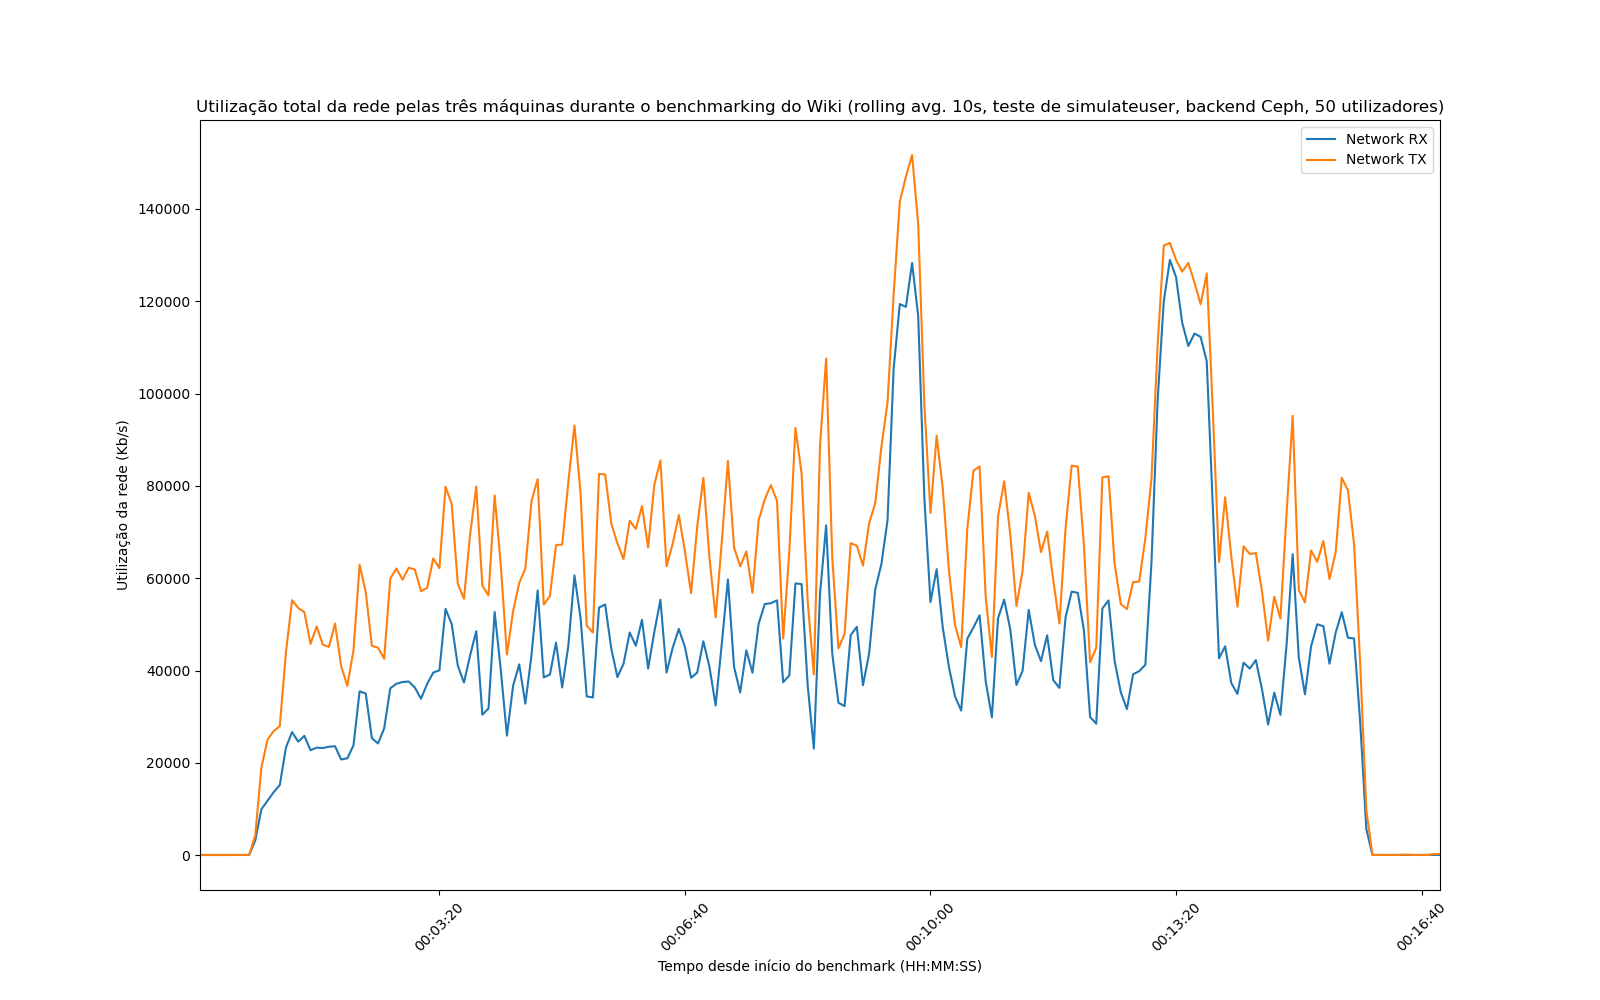 Utilização total da rede pelas três máquinas durante o benchmarking do Wiki (rolling avg. 10s, teste de simulateuser, backend Ceph, 50 utilizadores)
Network RX
Network TX
140000
120000
100000
80000
60000
40000
20000
0
Utilização da rede (Kb/s)
00:03:20
00:06:40
00:10:00
00:13:20
00:16:40
Tempo desde início do benchmark (HH:MM:SS)